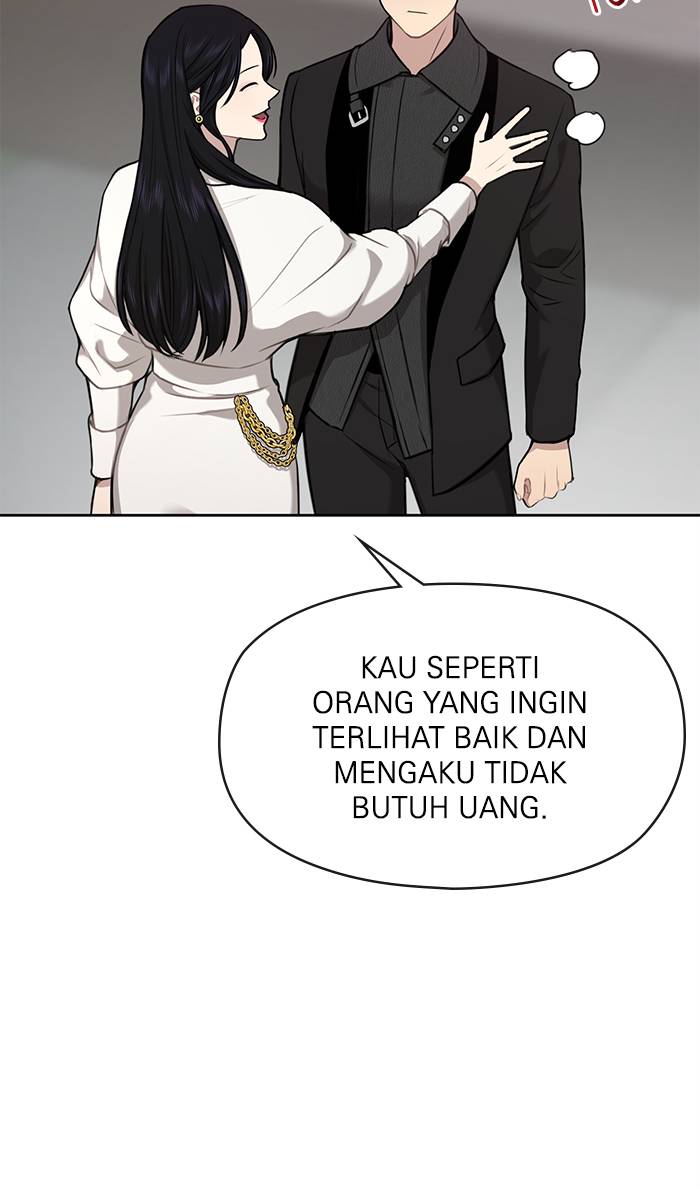 KAU SEPERTI
ORANG YANG INGIN
TERLIHAT BAIK DAN
MENGAKU TIDAK
BUTUH UANG.